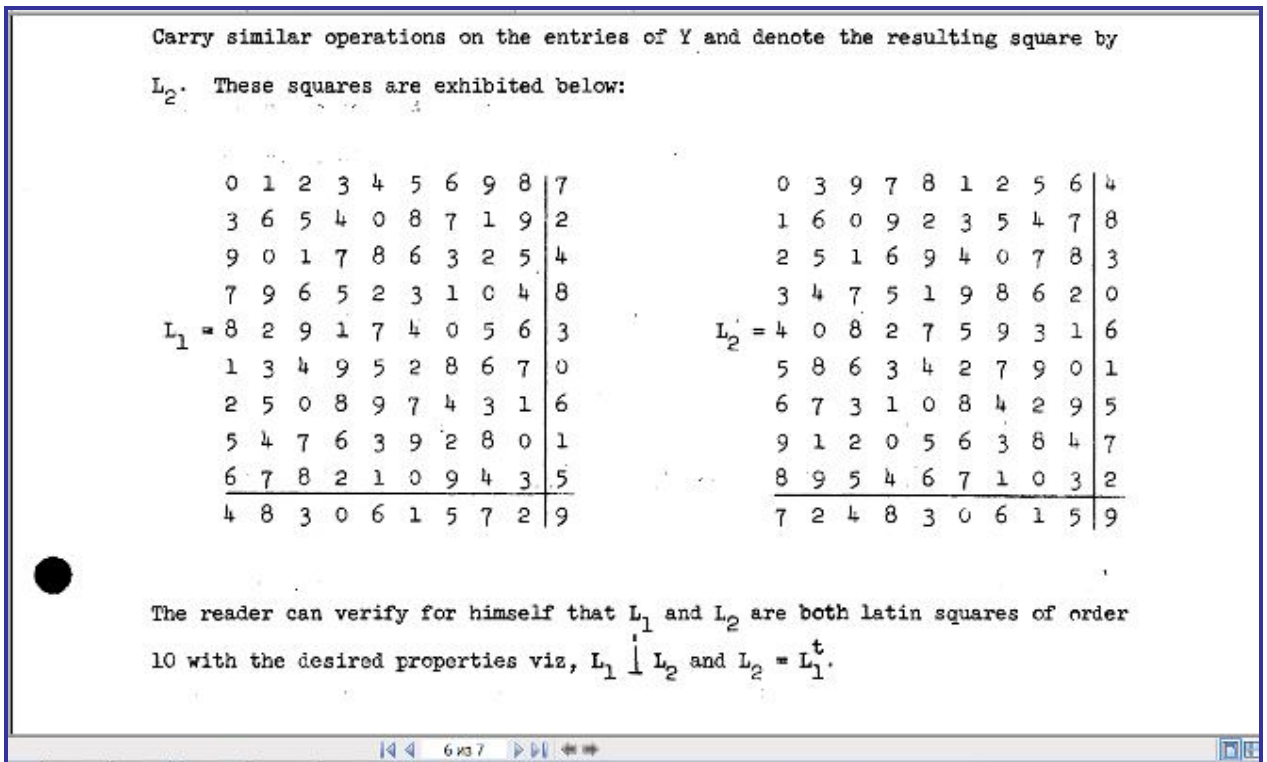 Carry similar operations on the entries of Y and denote the resulting square by
L₂. These squares are exhibited below:
0 1 2 3 4 5 6 9 8 | 7
3 6 5 4 0 8 7 1 9 | 2
9 0 1 7 8 6 3 2 5 | 4
7 9 6 5 2 3 1 0 4 | 8
L₁ = 8 2 9 1 7 4 0 5 6 | 3
1 3 4 9 5 2 8 6 7 | 0
2 5 0 8 9 7 4 3 1 | 6
5 4 7 6 3 9 2 8 0 | 1
6 7 8 2 1 0 9 4 3 | 5
4 8 3 0 6 1 5 7 2 | 9
0 3 9 7 8 1 2 5 6 | 4
1 6 0 9 2 3 5 4 7 | 8
2 5 1 6 9 4 0 7 8 | 3
3 4 7 5 1 9 8 6 2 | 0
L₂ = 4 0 8 2 7 5 9 3 1 | 6
5 8 6 3 4 2 7 9 0 | 1
6 7 3 1 0 8 4 2 9 | 5
9 1 2 0 5 6 3 8 4 | 7
8 9 5 4 6 7 1 0 3 | 2
7 2 4 8 3 0 6 1 5 | 9
The reader can verify for himself that L₁ and L₂ are both latin squares of order
10 with the desired properties viz, L₁ ⊥ L₂ and L₂ = L₁ᵗ.
6 из 7